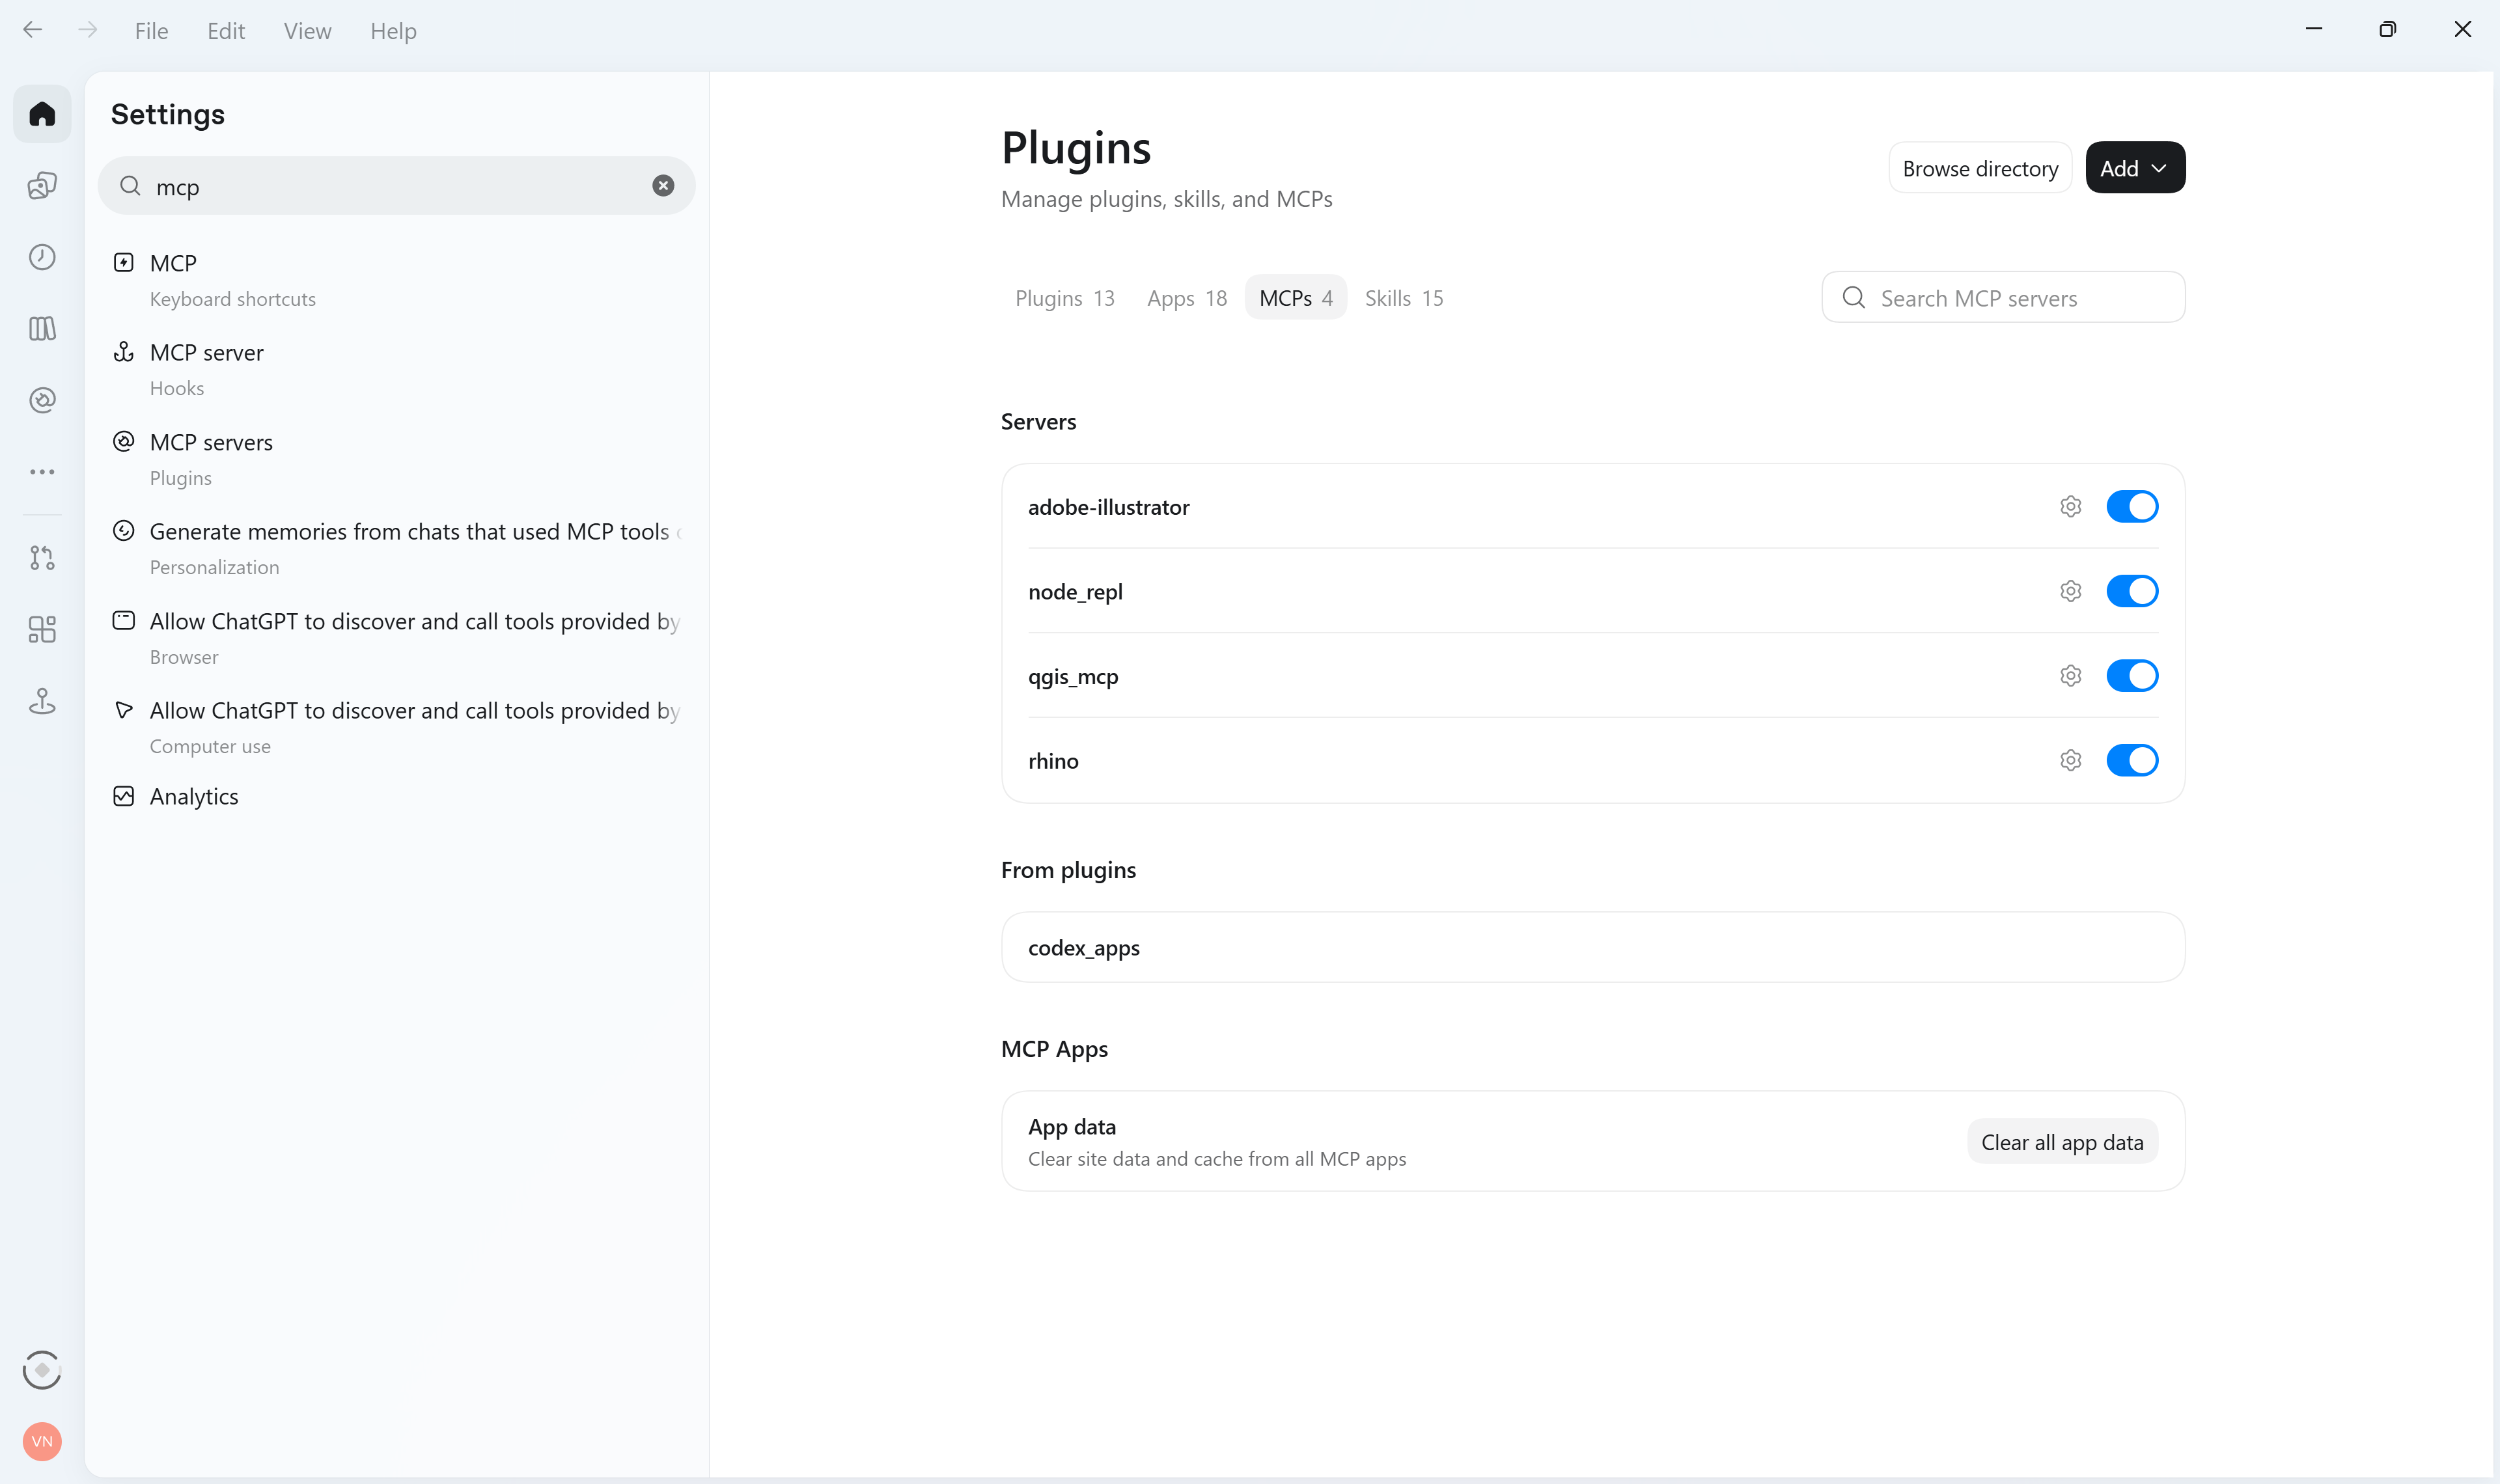 File Edit View Help
Settings
mcp
MCP
Keyboard shortcuts
MCP server
Hooks
MCP servers
Plugins
Generate memories from chats that used MCP tools
Personalization
Allow ChatGPT to discover and call tools provided by
Browser
Allow ChatGPT to discover and call tools provided by
Computer use
Analytics
VN
Plugins
Manage plugins, skills, and MCPs
Browse directory
Add
Plugins 13 Apps 18 MCPs 4 Skills 15
Search MCP servers
Servers
adobe-illustrator
node_repl
qgis_mcp
rhino
From plugins
codex_apps
MCP Apps
App data
Clear site data and cache from all MCP apps
Clear all app data